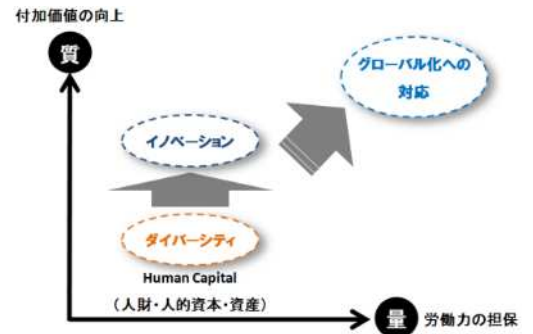 付加価値の向上
質
グローバル化への
対応
イノベーション
ダイバーシティ
Human Capital
（人財・人的資本・資産）
量 労働力の担保